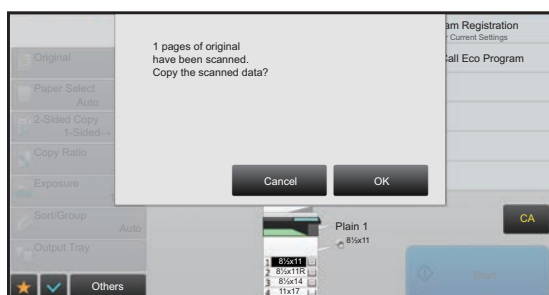 1 pages of original
have been scanned.
Copy the scanned data?
Cancel
OK
am Registration
Current Settings
Call Eco Program
Original
Paper Select
Auto
2-Sided Copy
1-Sided→
Copy Ratio
Exposure
Sort/Group
Auto
Output Tray
Others
Plain 1
8½x11
1 8½x11
2 8½x11R
3 8½x14
4 11x17
CA
Start